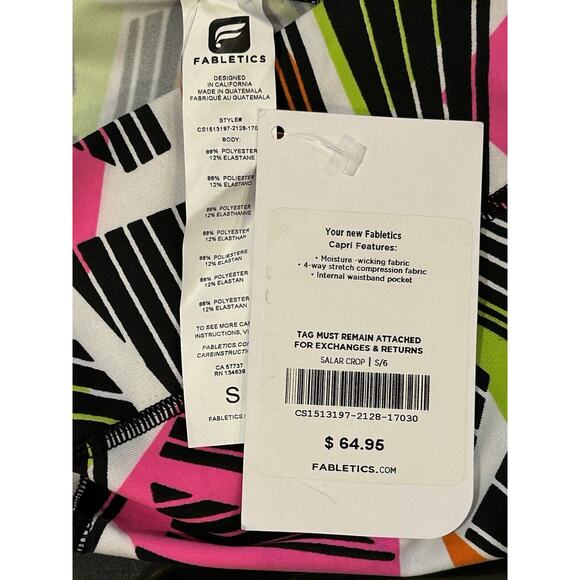 FABLETICS
DESIGNED
IN CALIFORNIA
MADE IN GUATEMALA
FABRIQUÉ AU GUATEMALA
STYLE#
CS1513197-2128-170
BODY:
88% POLYESTER
12% ELASTANE
88% POLIESTER
12% ELASTANO
88% POLYESTER
12% ELASTHANNE
88% POLYESTER
12% ELASTHAN
88% POLIESTERE
12% ELASTAN
88% POLYESTER
12% ELASTAN
88% POLYESTER
12% ELASTAAN
TO SEE MORE CAR
INSTRUCTIONS, VI
FABLETICS.CO
CAREINSTRUCTIO
CA 57737
RN 134636
S
FABLETICS.
Your new Fabletics
Capri Features:
• Moisture -wicking fabric
• 4-way stretch compression fabric
• Internal waistband pocket
TAG MUST REMAIN ATTACHED
FOR EXCHANGES & RETURNS
SALAR CROP | S/6
CS1513197-2128-17030
$ 64.95
FABLETICS.COM